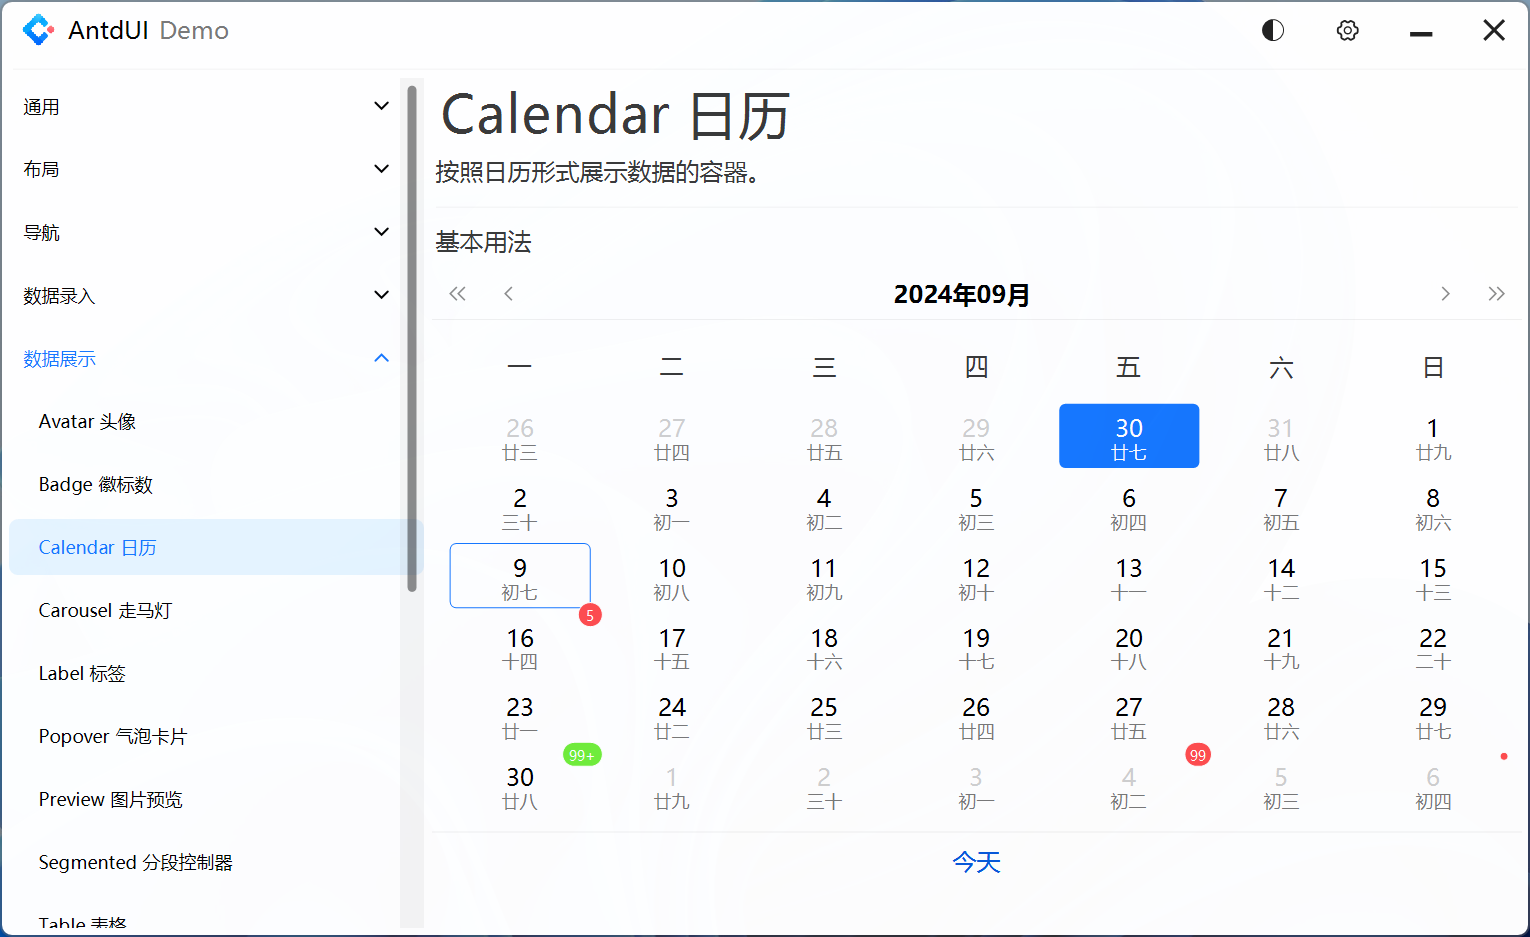 AntdUI Demo
通用
布局
导航
数据录入
数据展示
Avatar 头像
Badge 徽标数
Calendar 日历
Carousel 走马灯
Label 标签
Popover 气泡卡片
Preview 图片预览
Segmented 分段控制器
Table 表格
Calendar 日历
按照日历形式展示数据的容器。
基本用法
2024年09月
一 二 三 四 五 六 日
26 27 28 29 30 31 1
廿三 廿四 廿五 廿六 廿七 廿八 廿九
2 3 4 5 6 7 8
三十 初一 初二 初三 初四 初五 初六
9 10 11 12 13 14 15
初七 初八 初九 初十 十一 十二 十三
5
16 17 18 19 20 21 22
十四 十五 十六 十七 十八 十九 二十
23 24 25 26 27 28 29
廿一 廿二 廿三 廿四 廿五 廿六 廿七
99+ 99
30 1 2 3 4 5 6
廿八 廿九 三十 初一 初二 初三 初四
今天